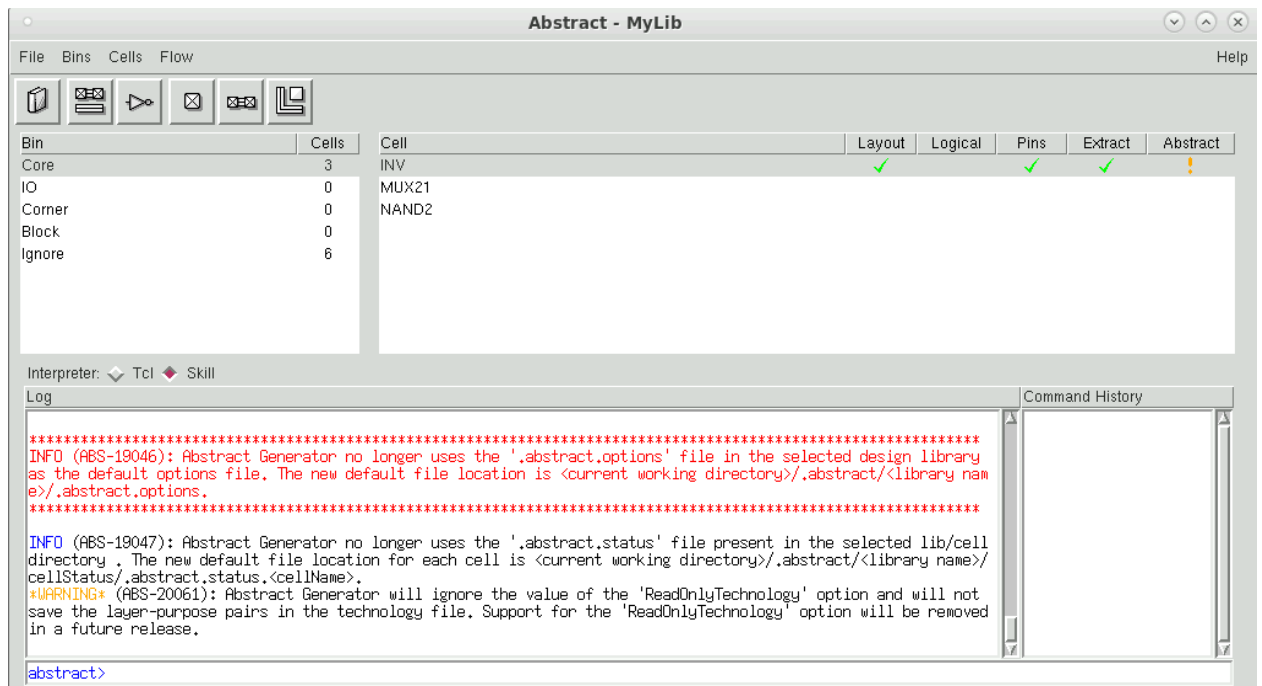 Abstract - MyLib
File Bins Cells Flow Help
Bin Cells
Core 3
IO 0
Corner 0
Block 0
Ignore 6
Cell Layout Logical Pins Extract Abstract
INV
MUX21
NAND2
Interpreter: Tcl Skill
Log
Command History
********************************************************************************************************************
INFO (ABS-19046): Abstract Generator no longer uses the '.abstract.options' file in the selected design library
as the default options file. The new default file location is <current working directory>/.abstract/<library nam
e>/.abstract.options.
********************************************************************************************************************
INFO (ABS-19047): Abstract Generator no longer uses the '.abstract.status' file present in the selected lib/cell
directory . The new default file location for each cell is <current working directory>/.abstract/<library name>/
cellStatus/.abstract.status.<cellName>.
*WARNING* (ABS-20061): Abstract Generator will ignore the value of the 'ReadOnlyTechnology' option and will not
save the layer-purpose pairs in the technology file. Support for the 'ReadOnlyTechnology' option will be removed
in a future release.
abstract>